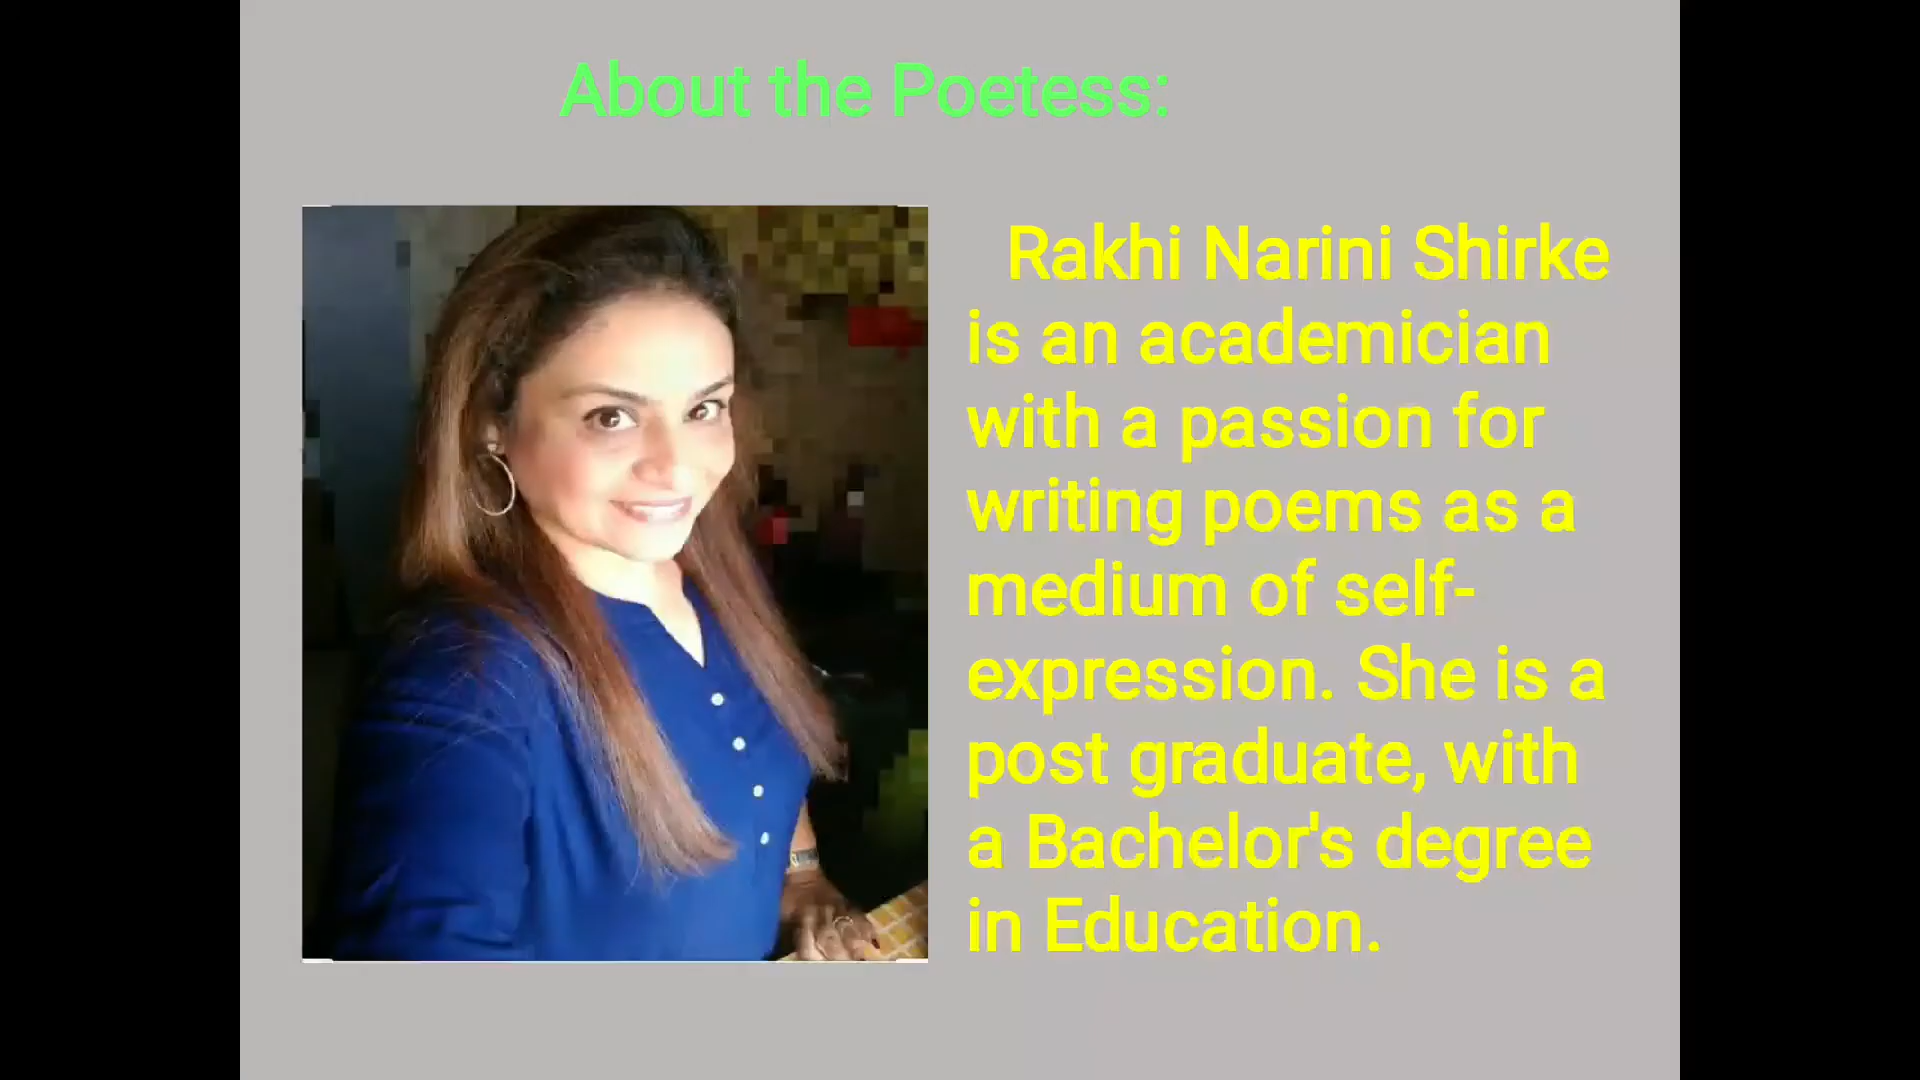 About the Poetess:
Rakhi Narini Shirke
is an academician
with a passion for
writing poems as a
medium of self-
expression. She is a
post graduate, with
a Bachelor's degree
in Education.